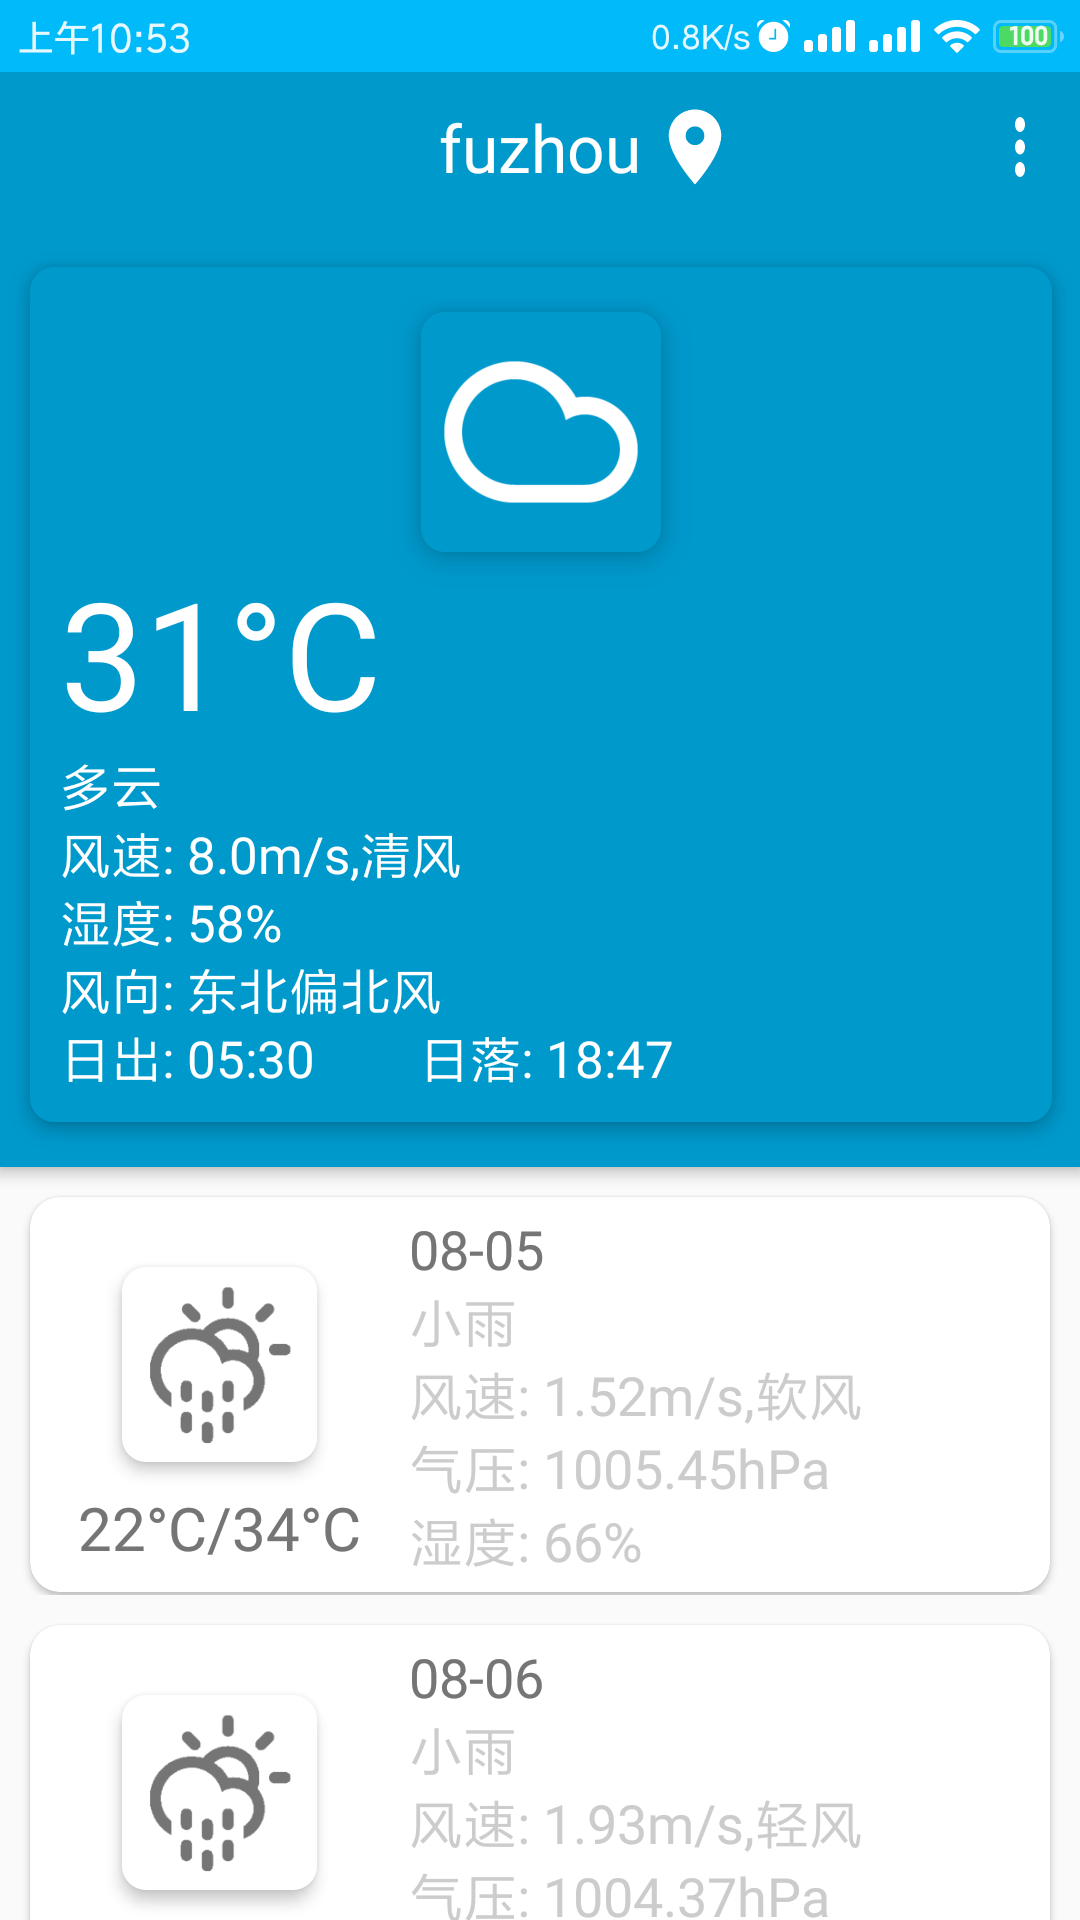 上午10:53
0.8K/s
100
fuzhou
31°C
多云
风速: 8.0m/s,清风
湿度: 58%
风向: 东北偏北风
日出: 05:30 日落: 18:47
08-05
小雨
风速: 1.52m/s,软风
气压: 1005.45hPa
22°C/34°C
湿度: 66%
08-06
小雨
风速: 1.93m/s,轻风
气压: 1004.37hPa